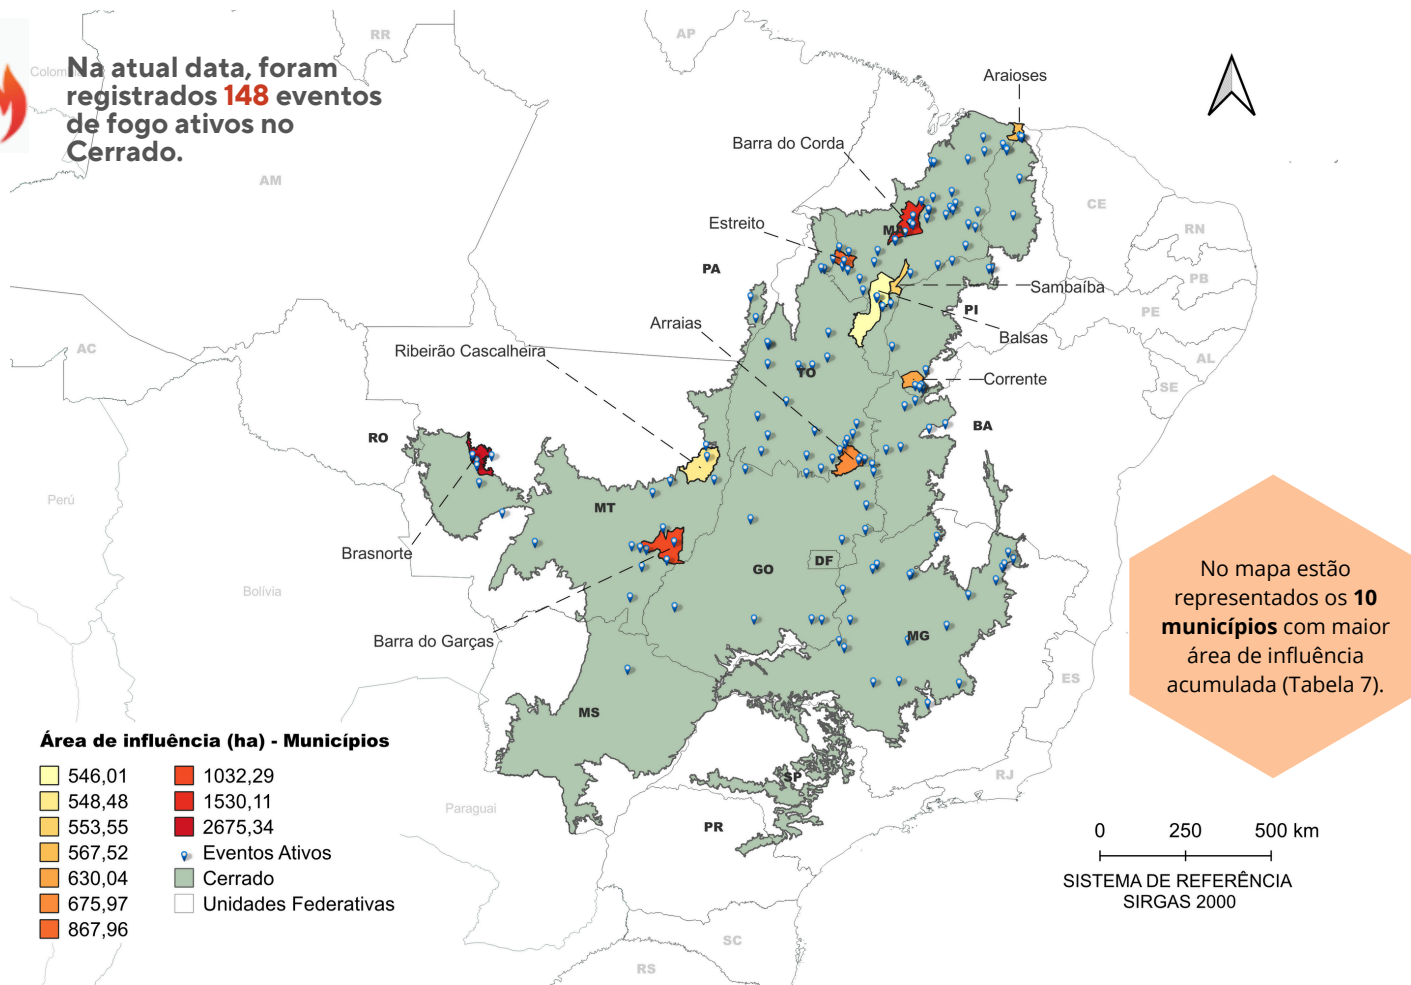 Na atual data, foram
registrados 148 eventos
de fogo ativos no
Cerrado.
RR
AP
AM
AC
Perú
Bolívia
Paraguai
Araioses
Barra do Corda
Estreito
PA
Arraias
Ribeirão Cascalheira
RO
Brasnorte
Barra do Garças
Sambaíba
Balsas
Corrente
PI
CE
RN
PB
PE
AL
SE
BA
TO
MT
GO
DF
MG
MS
ES
RJ
SP
PR
SC
RS
No mapa estão
representados os 10
municípios com maior
área de influência
acumulada (Tabela 7).
Área de influência (ha) - Municípios
546,01
548,48
553,55
567,52
630,04
675,97
867,96
1032,29
1530,11
2675,34
Eventos Ativos
Cerrado
Unidades Federativas
0 250 500 km
SISTEMA DE REFERÊNCIA
SIRGAS 2000